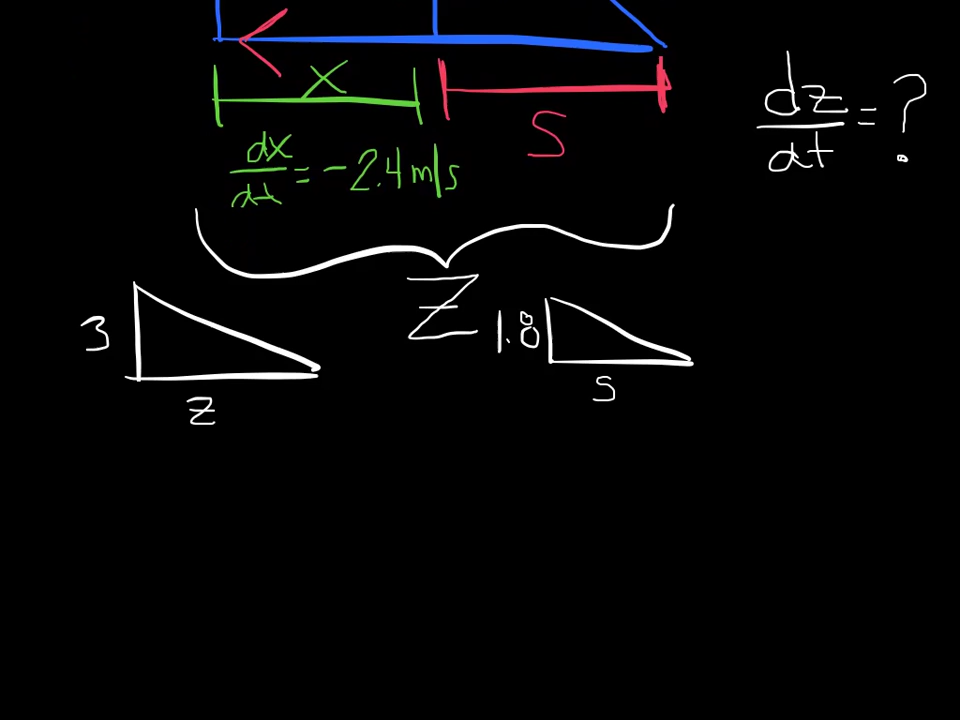 X
S
dx/dt = -2.4 m/s
dz/dt = ?
Z
3
z
1.8
s